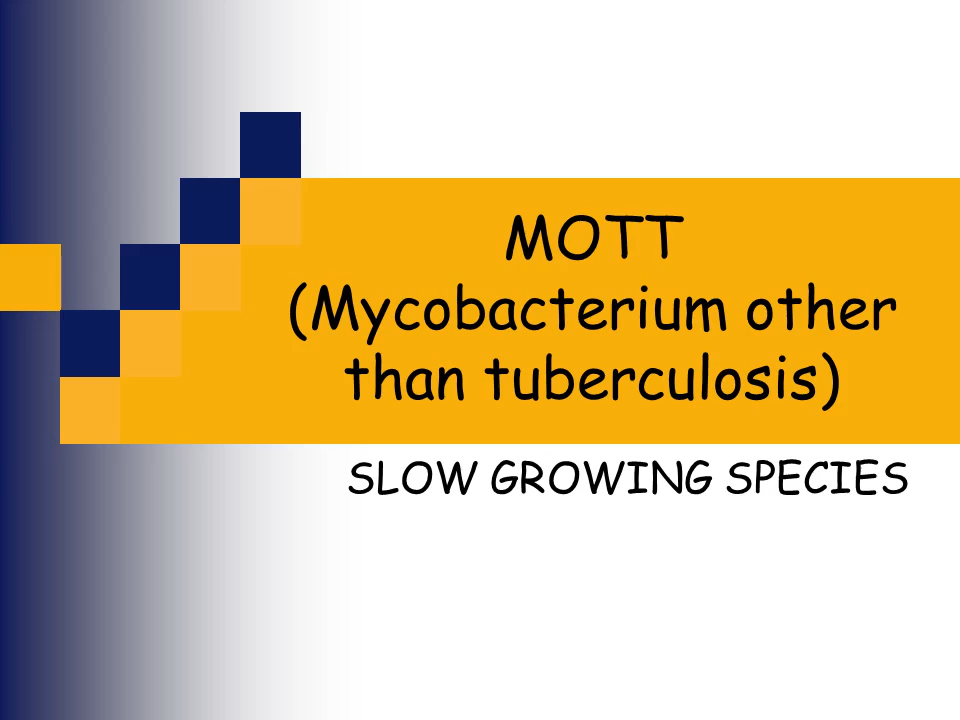 MOTT
(Mycobacterium other
than tuberculosis)
SLOW GROWING SPECIES